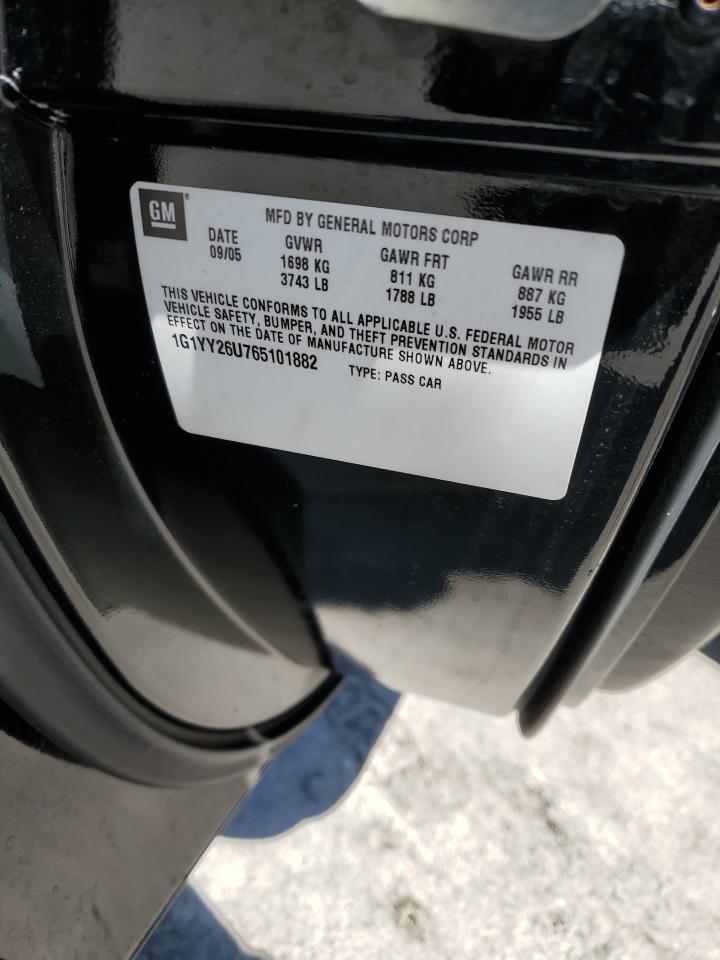 GM®
MFD BY GENERAL MOTORS CORP
DATE GVWR GAWR FRT GAWR RR
09/05 1698 KG 811 KG 887 KG
3743 LB 1788 LB 1955 LB
THIS VEHICLE CONFORMS TO ALL APPLICABLE U.S. FEDERAL MOTOR
VEHICLE SAFETY, BUMPER, AND THEFT PREVENTION STANDARDS IN
EFFECT ON THE DATE OF MANUFACTURE SHOWN ABOVE.
1G1YY26U765101882 TYPE: PASS CAR